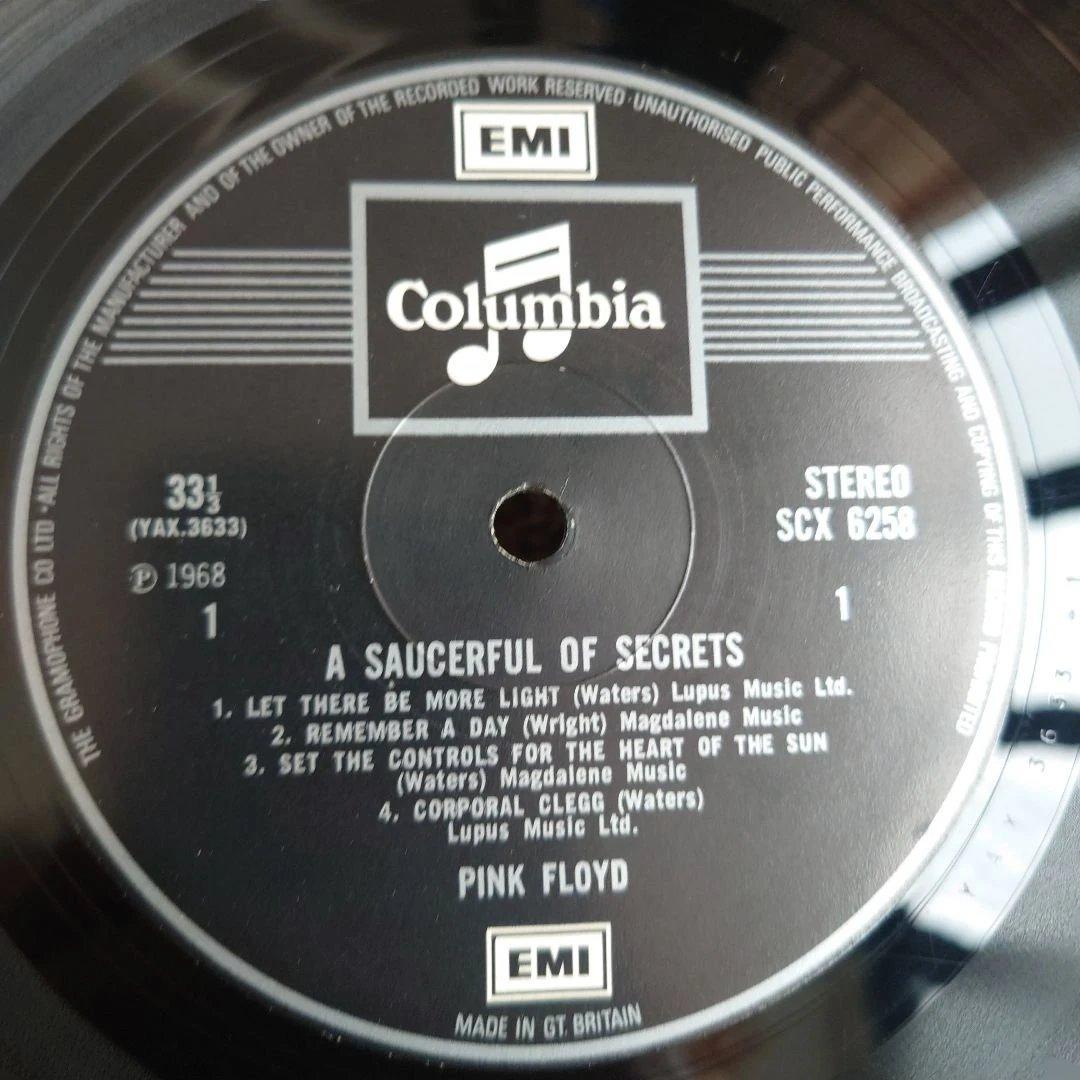 THE GRAMOPHONE CO LTD · ALL RIGHTS OF THE MANUFACTURER AND OF THE OWNER OF THE RECORDED WORK RESERVED · UNAUTHORISED PUBLIC PERFORMANCE BROADCASTING AND COPYING OF THIS RECORD PROHIBITED
EMI
Columbia
33⅓
(YAX.3633)
Ⓟ 1968
1
STEREO
SCX 6258
1
A SAUCERFUL OF SECRETS
1. LET THERE BE MORE LIGHT (Waters) Lupus Music Ltd.
2. REMEMBER A DAY (Wright) Magdalene Music
3. SET THE CONTROLS FOR THE HEART OF THE SUN
(Waters) Magdalene Music
4. CORPORAL CLEGG (Waters)
Lupus Music Ltd.
PINK FLOYD
EMI
MADE IN GT. BRITAIN
YAX 3633-1